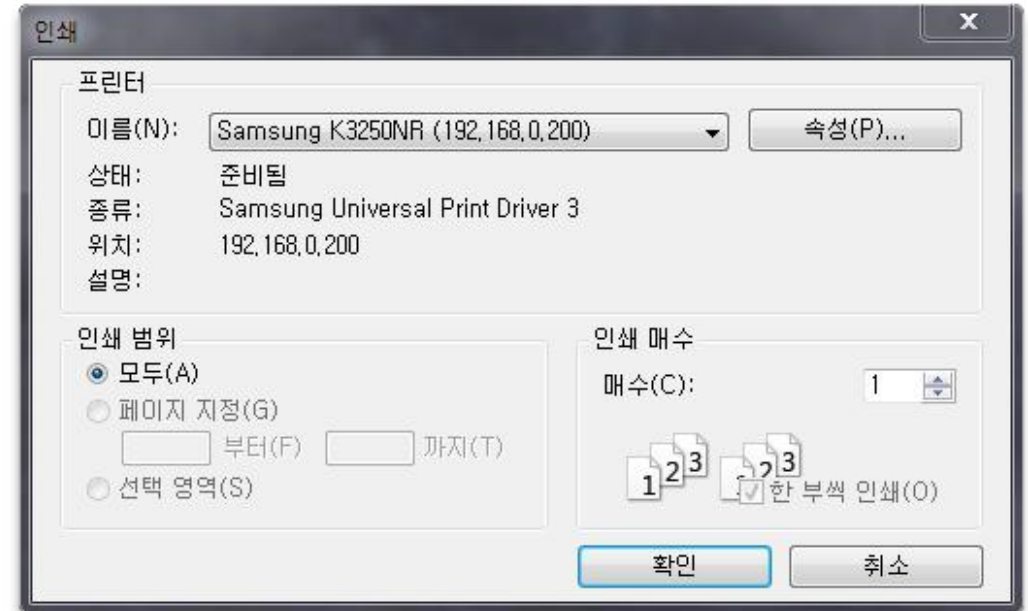 인쇄
X
프린터
이름(N): Samsung K3250NR (192,168,0,200) 속성(P)...
상태: 준비됨
종류: Samsung Universal Print Driver 3
위치: 192,168,0,200
설명:
인쇄 범위
모두(A)
페이지 지정(G)
부터(F) 까지(T)
선택 영역(S)
인쇄 매수
매수(C): 1
1 2 3 1 2 3
한 부씩 인쇄(O)
확인 취소